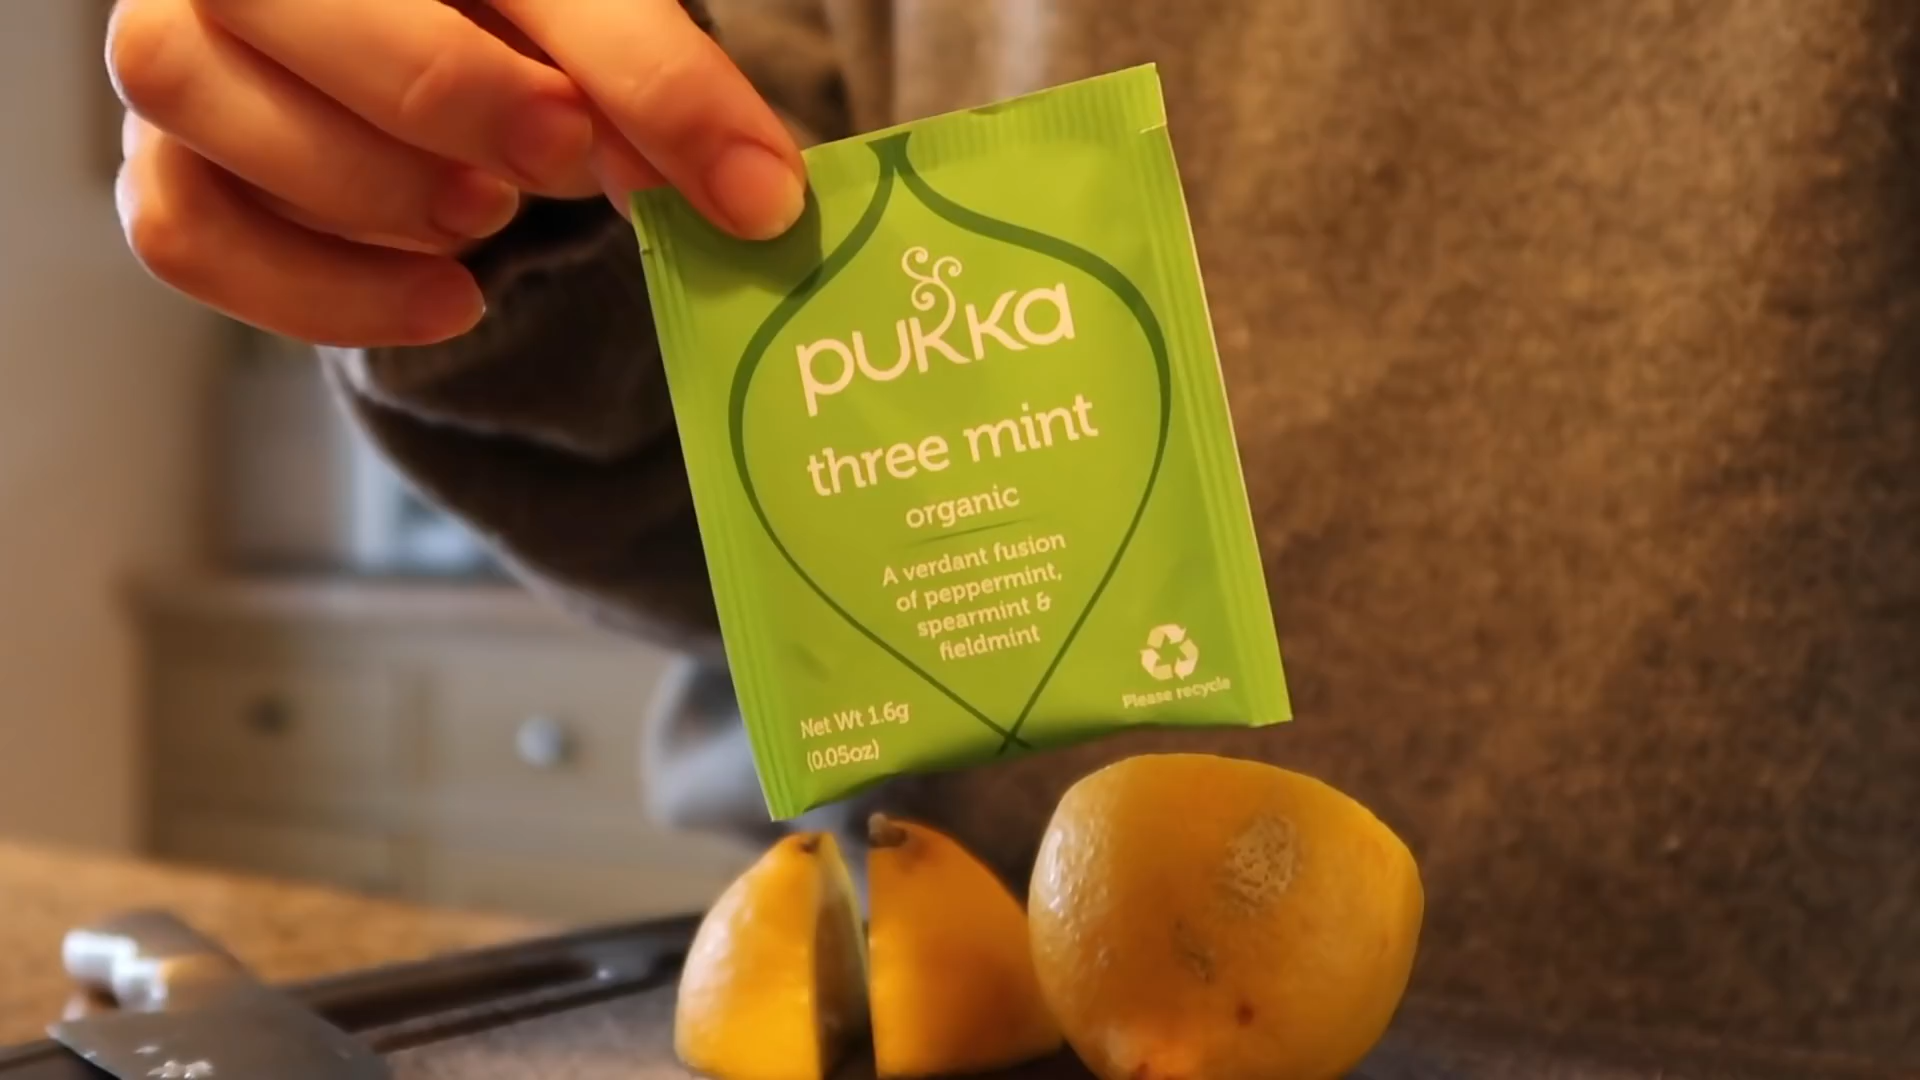 pukka
three mint
organic
A verdant fusion
of peppermint,
spearmint &
fieldmint
Net Wt 1.6g
(0.05oz)
Please recycle